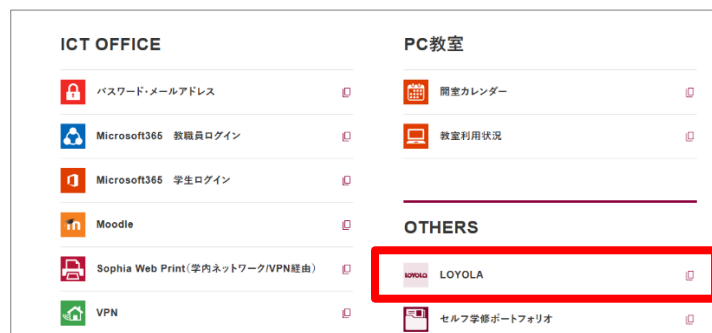 ICT OFFICE
パスワード・メールアドレス
Microsoft365 教職員ログイン
Microsoft365 学生ログイン
Moodle
Sophia Web Print(学内ネットワーク/VPN経由)
VPN
PC教室
開室カレンダー
教室利用状況
OTHERS
LOYOLA LOYOLA
セルフ学修ポートフォリオ